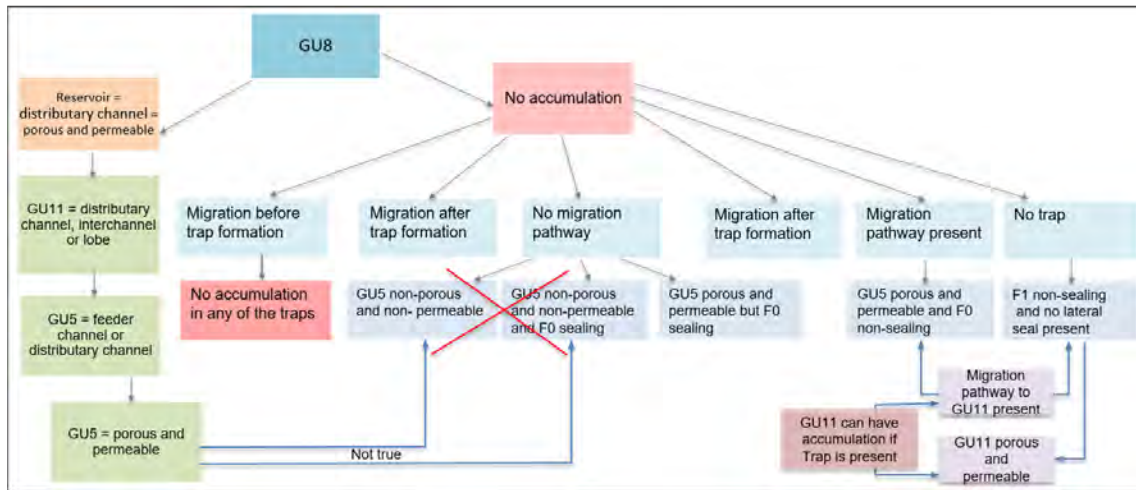 GU8
Reservoir =
distributary channel =
porous and permeable
No accumulation
GU11 = distributary
channel, interchannel
or lobe
Migration before
trap formation
Migration after
trap formation
No migration
pathway
Migration after
trap formation
Migration
pathway present
No trap
No accumulation
in any of the traps
GU5 non-porous
and non- permeable
GU5 non-porous
and non-permeable
and F0 sealing
GU5 porous and
permeable but F0
sealing
GU5 porous and
permeable and F0
non-sealing
F1 non-sealing
and no lateral
seal present
GU5 = feeder
channel or
distributary channel
GU5 = porous and
permeable
Not true
Migration
pathway to
GU11 present
GU11 can have
accumulation if
Trap is present
GU11 porous
and
permeable